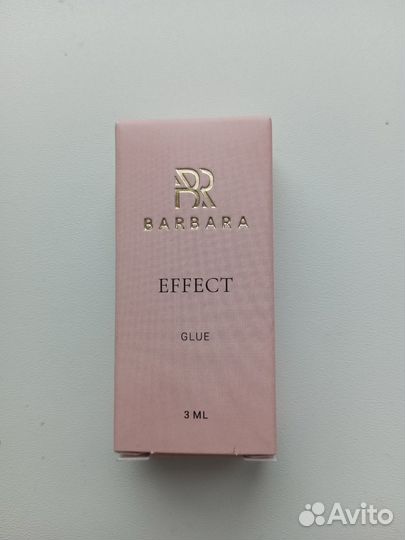 BR
BARBARA
EFFECT
GLUE
3 ML
Avito